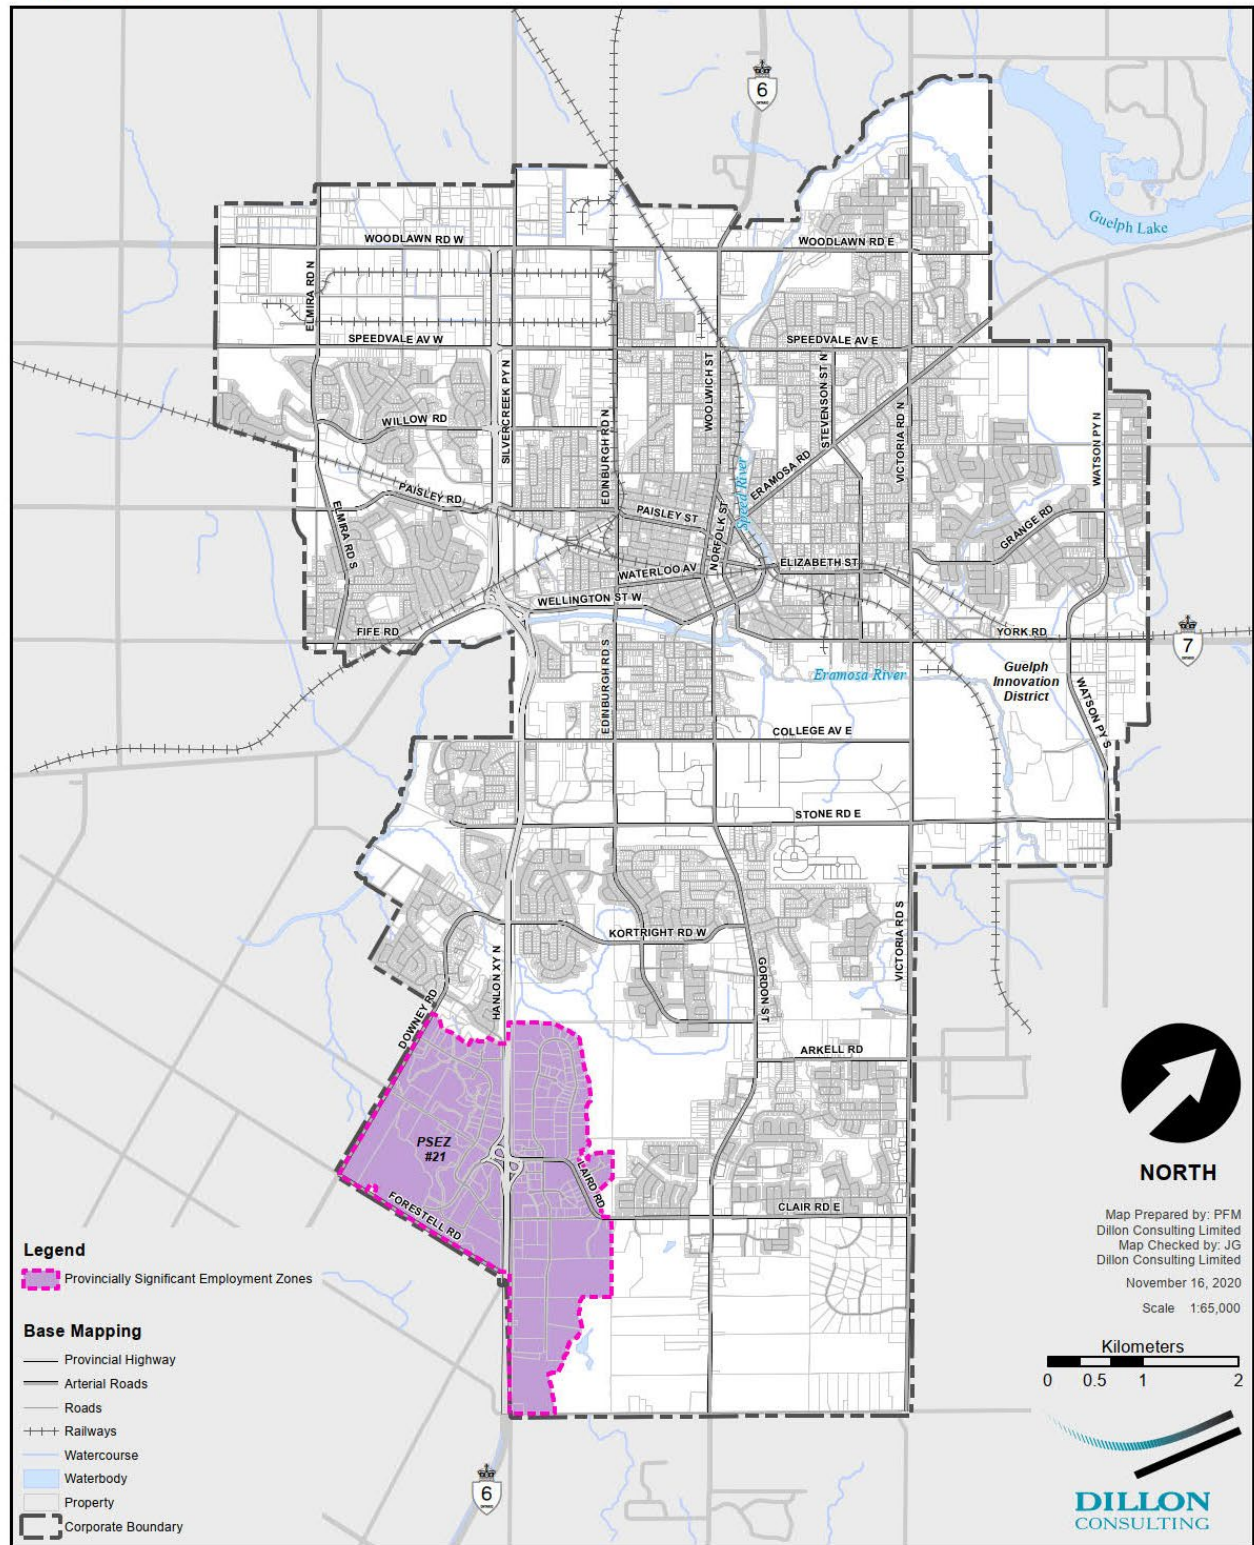 6
ONTARIO
Guelph Lake
WOODLAWN RD W
WOODLAWN RD E
ELMIRA RD N
SPEEDVALE AV W
SPEEDVALE AV E
SILVERCREEK PY N
EDINBURGH RD N
WOOLWICH ST
STEVENSON ST N
VICTORIA RD N
WATSON PY N
WILLOW RD
ERAMOSA RD
Speed River
PAISLEY RD
PAISLEY ST
NORFOLK ST
GRANGE RD
ELMIRA RD S
WATERLOO AV
ELIZABETH ST
WELLINGTON ST W
FIFE RD
YORK RD
7
ONTARIO
EDINBURGH RD S
Eramosa River
Guelph
Innovation
District
WATSON PY S
COLLEGE AV E
STONE RD E
KORTRIGHT RD W
VICTORIA RD S
HANLON XY N
GORDON ST
DOWNEY RD
ARKELL RD
PSEZ
#21
LAIRD RD
FORESTELL RD
CLAIR RD E
6
ONTARIO
NORTH
Map Prepared by: PFM
Dillon Consulting Limited
Map Checked by: JG
Dillon Consulting Limited
November 16, 2020
Scale 1:65,000
Kilometers
0 0.5 1 2
DILLON
CONSULTING
Legend
Provincially Significant Employment Zones
Base Mapping
Provincial Highway
Arterial Roads
Roads
Railways
Watercourse
Waterbody
Property
Corporate Boundary